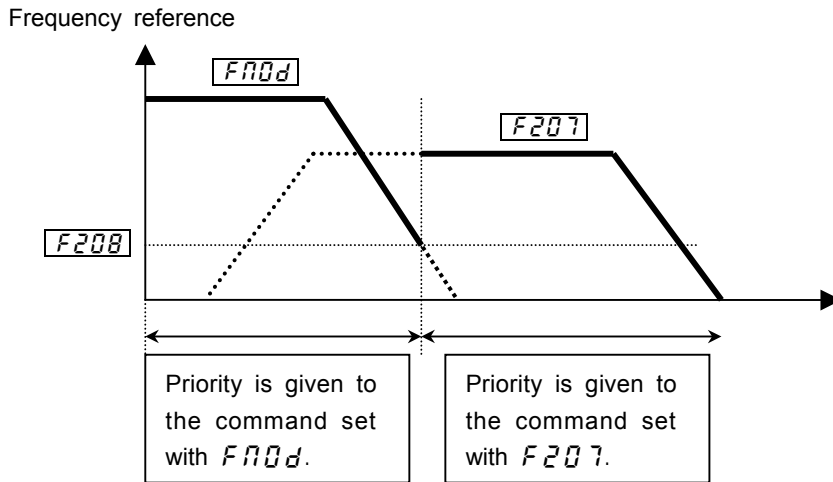 Frequency reference
FMOd
F207
F208
Priority is given to
the command set
with FMOd.
Priority is given to
the command set
with F207.